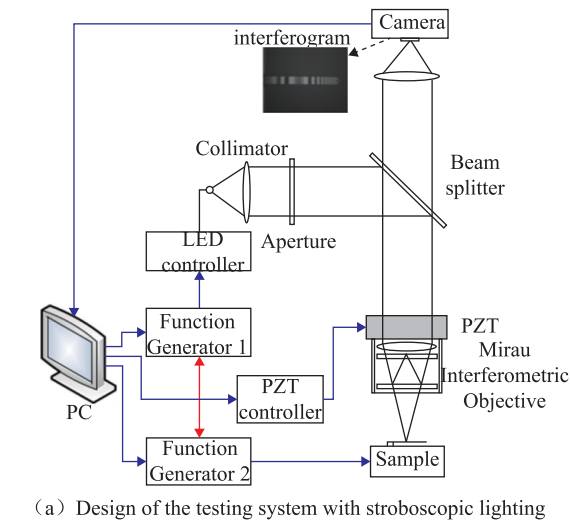 Camera
interferogram
Collimator
Beam
splitter
LED
controller
Aperture
Function
Generator 1
PZT
Mirau
Interferometric
Objective
PZT
controller
PC
Function
Generator 2
Sample
（a）Design of the testing system with stroboscopic lighting